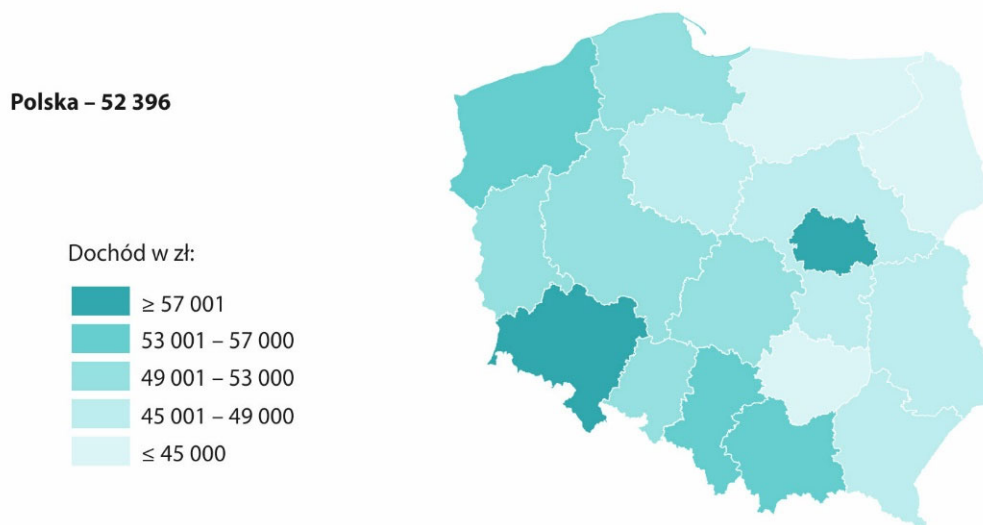 Polska – 52 396
Dochód w zł:
≥ 57 001
53 001 – 57 000
49 001 – 53 000
45 001 – 49 000
≤ 45 000